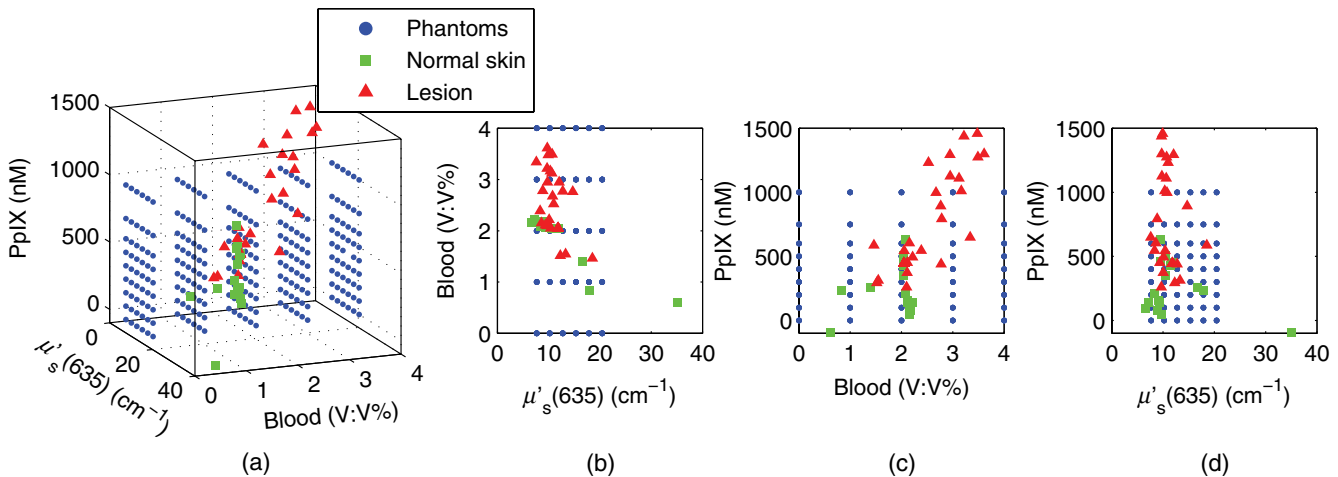 Phantoms
Normal skin
Lesion
1500
1000
500
0
PpIX (nM)
0
20
40
μ's(635) (cm−1)
0
1
2
3
4
Blood (V:V%)
(a)
4
3
2
1
0
Blood (V:V%)
0
10
20
30
40
μ's(635) (cm−1)
(b)
1500
1000
500
0
PpIX (nM)
0
1
2
3
4
Blood (V:V%)
(c)
1500
1000
500
0
PpIX (nM)
0
10
20
30
40
μ's(635) (cm−1)
(d)